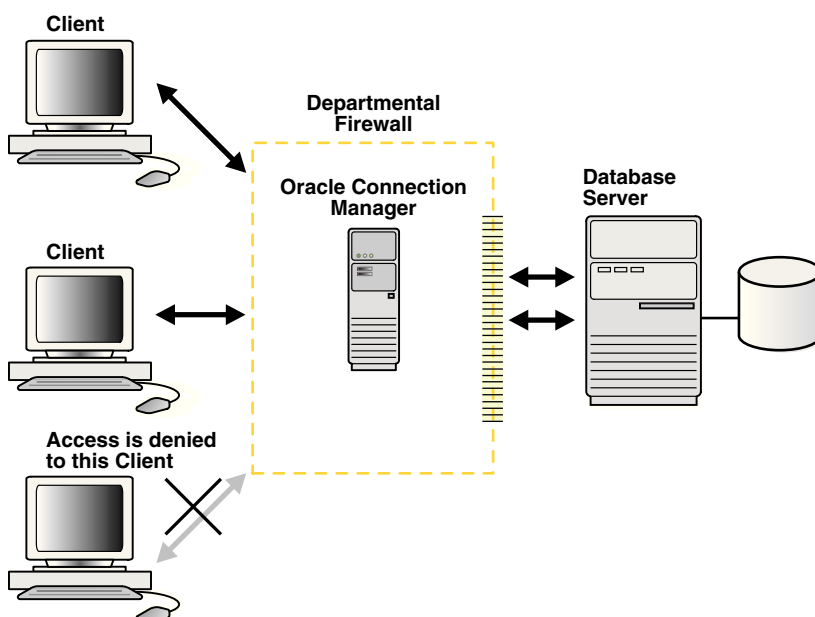 Client
Departmental
Firewall
Oracle Connection
Manager
Database
Server
Client
Access is denied
to this Client